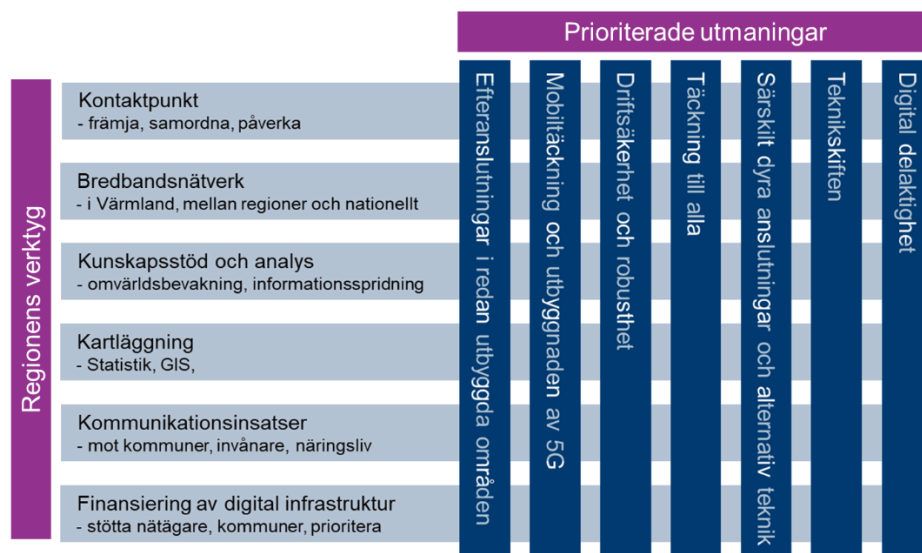 Prioriterade utmaningar
Regionens verktyg
Kontaktpunkt
- främja, samordna, påverka
Bredbandsnätverk
- i Värmland, mellan regioner och nationellt
Kunskapsstöd och analys
- omvärldsbevakning, informationsspridning
Kartläggning
- Statistik, GIS,
Kommunikationsinsatser
- mot kommuner, invånare, näringsliv
Finansiering av digital infrastruktur
- stötta nätägare, kommuner, prioritera
Efteranslutningar i redan utbyggda områden
Mobiltäckning och utbyggnaden av 5G
Driftsäkerhet och robusthet
Täckning till alla
Särskilt dyra anslutningar och alternativ teknik
Teknikskiften
Digital delaktighet